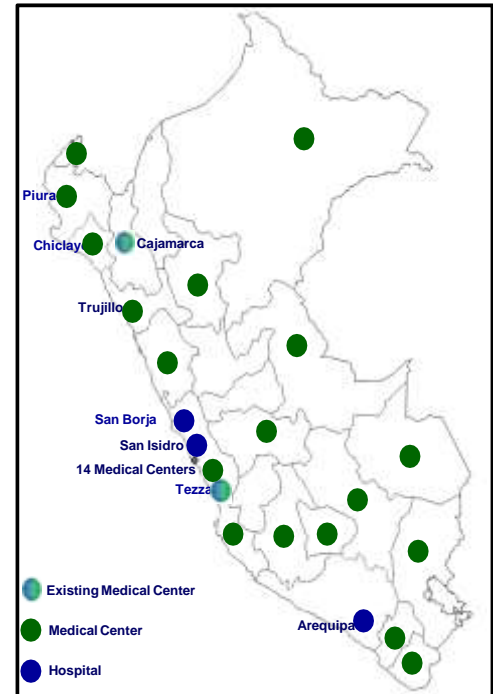 Piura
Chiclayo
Cajamarca
Trujillo
San Borja
San Isidro
14 Medical Centers
Tezza
Existing Medical Center
Arequipa
Medical Center
Hospital